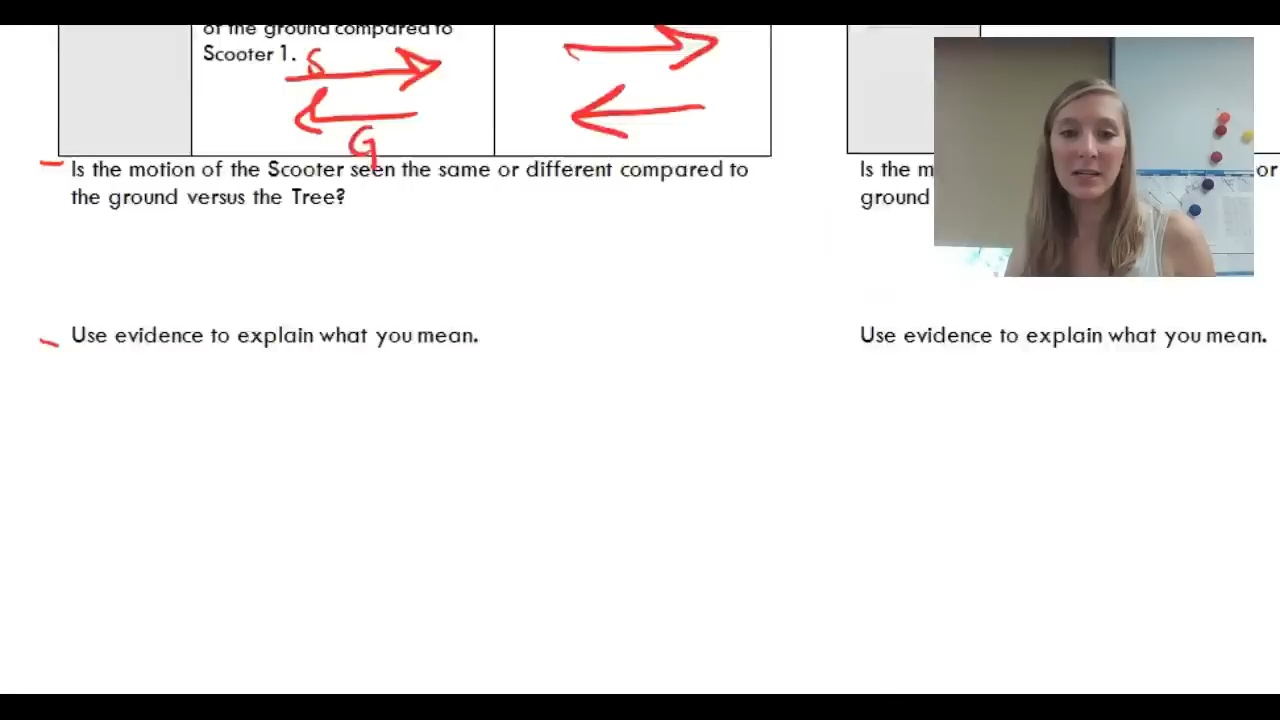 of the ground compared to
Scooter 1.
S
G
Is the motion of the Scooter seen the same or different compared to
the ground versus the Tree?
Use evidence to explain what you mean.
Is the m
or
ground
Use evidence to explain what you mean.